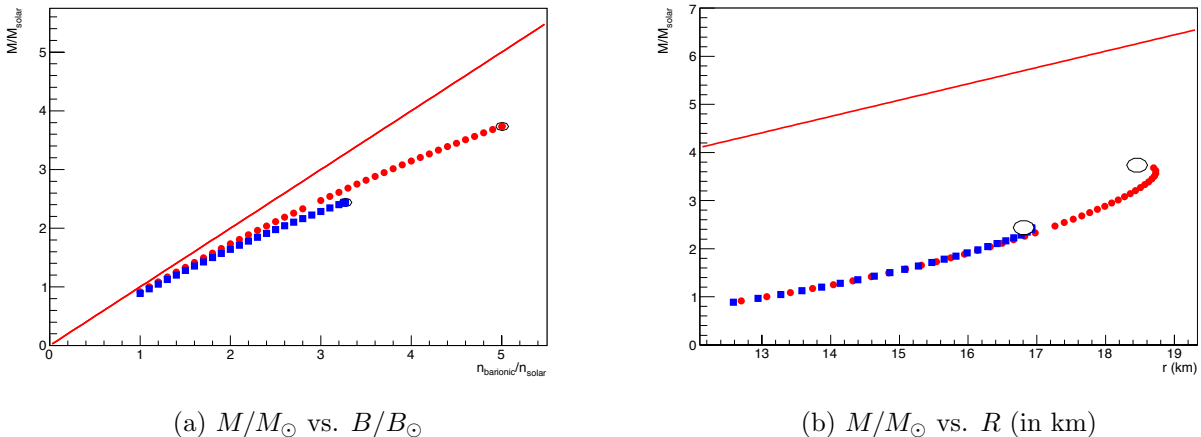 M/M_solar
5
4
3
2
1
0
0 1 2 3 4 5
n_barionic/n_solar
(a) M/M⊙ vs. B/B⊙
M/M_solar
7
6
5
4
3
2
1
0
13 14 15 16 17 18 19
r (km)
(b) M/M⊙ vs. R (in km)